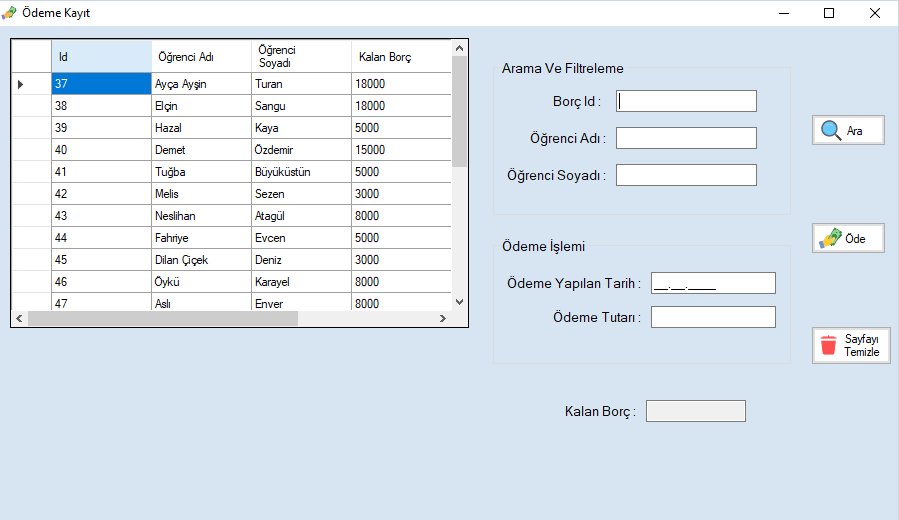 Ödeme Kayıt
Id Öğrenci Adı Öğrenci Soyadı Kalan Borç
37 Ayça Ayşin Turan 18000
38 Elçin Sangu 18000
39 Hazal Kaya 5000
40 Demet Özdemir 15000
41 Tuğba Büyüküstün 5000
42 Melis Sezen 3000
43 Neslihan Atagül 8000
44 Fahriye Evcen 5000
45 Dilan Çiçek Deniz 3000
46 Öykü Karayel 8000
47 Aslı Enver 8000
Arama Ve Filtreleme
Borç Id :
Öğrenci Adı :
Öğrenci Soyadı :
Ara
Öde
Ödeme İşlemi
Ödeme Yapılan Tarih : __.__.____
Ödeme Tutarı :
Sayfayı
Temizle
Kalan Borç :